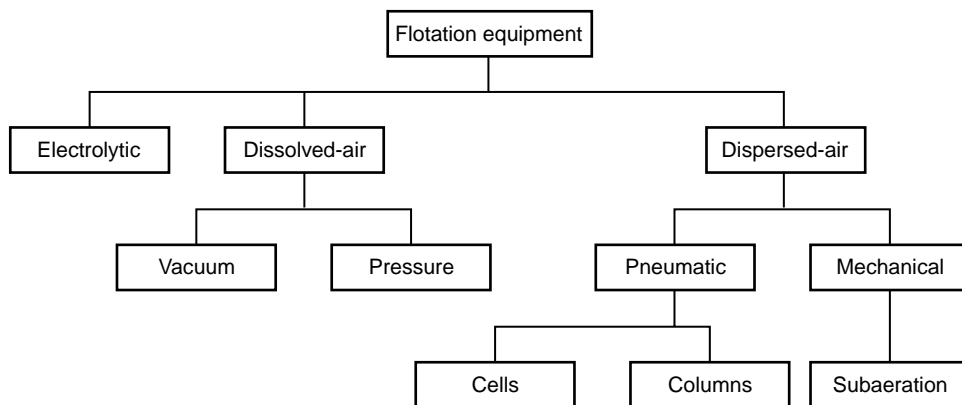 Flotation equipment
Electrolytic
Dissolved-air
Dispersed-air
Vacuum
Pressure
Pneumatic
Mechanical
Cells
Columns
Subaeration